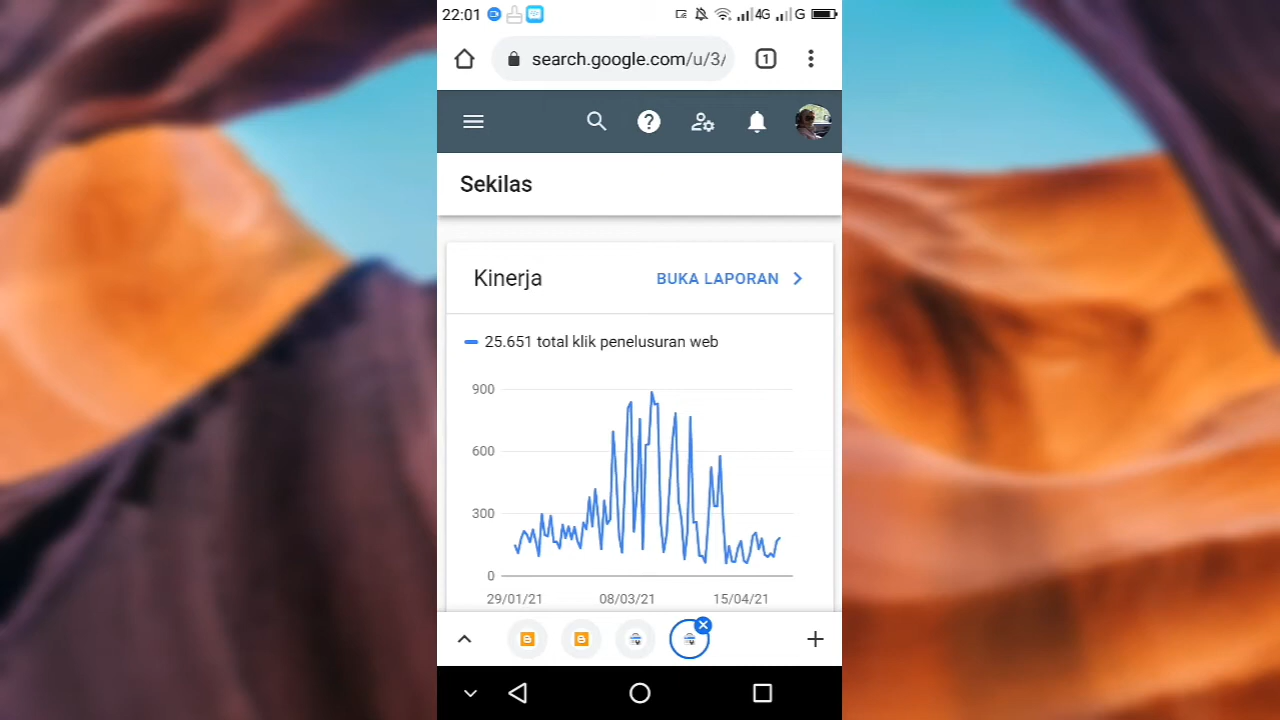 22:01 4G G
search.google.com/u/3/ 1
Sekilas
Kinerja BUKA LAPORAN
25.651 total klik penelusuran web
900
600
300
0
29/01/21 08/03/21 15/04/21